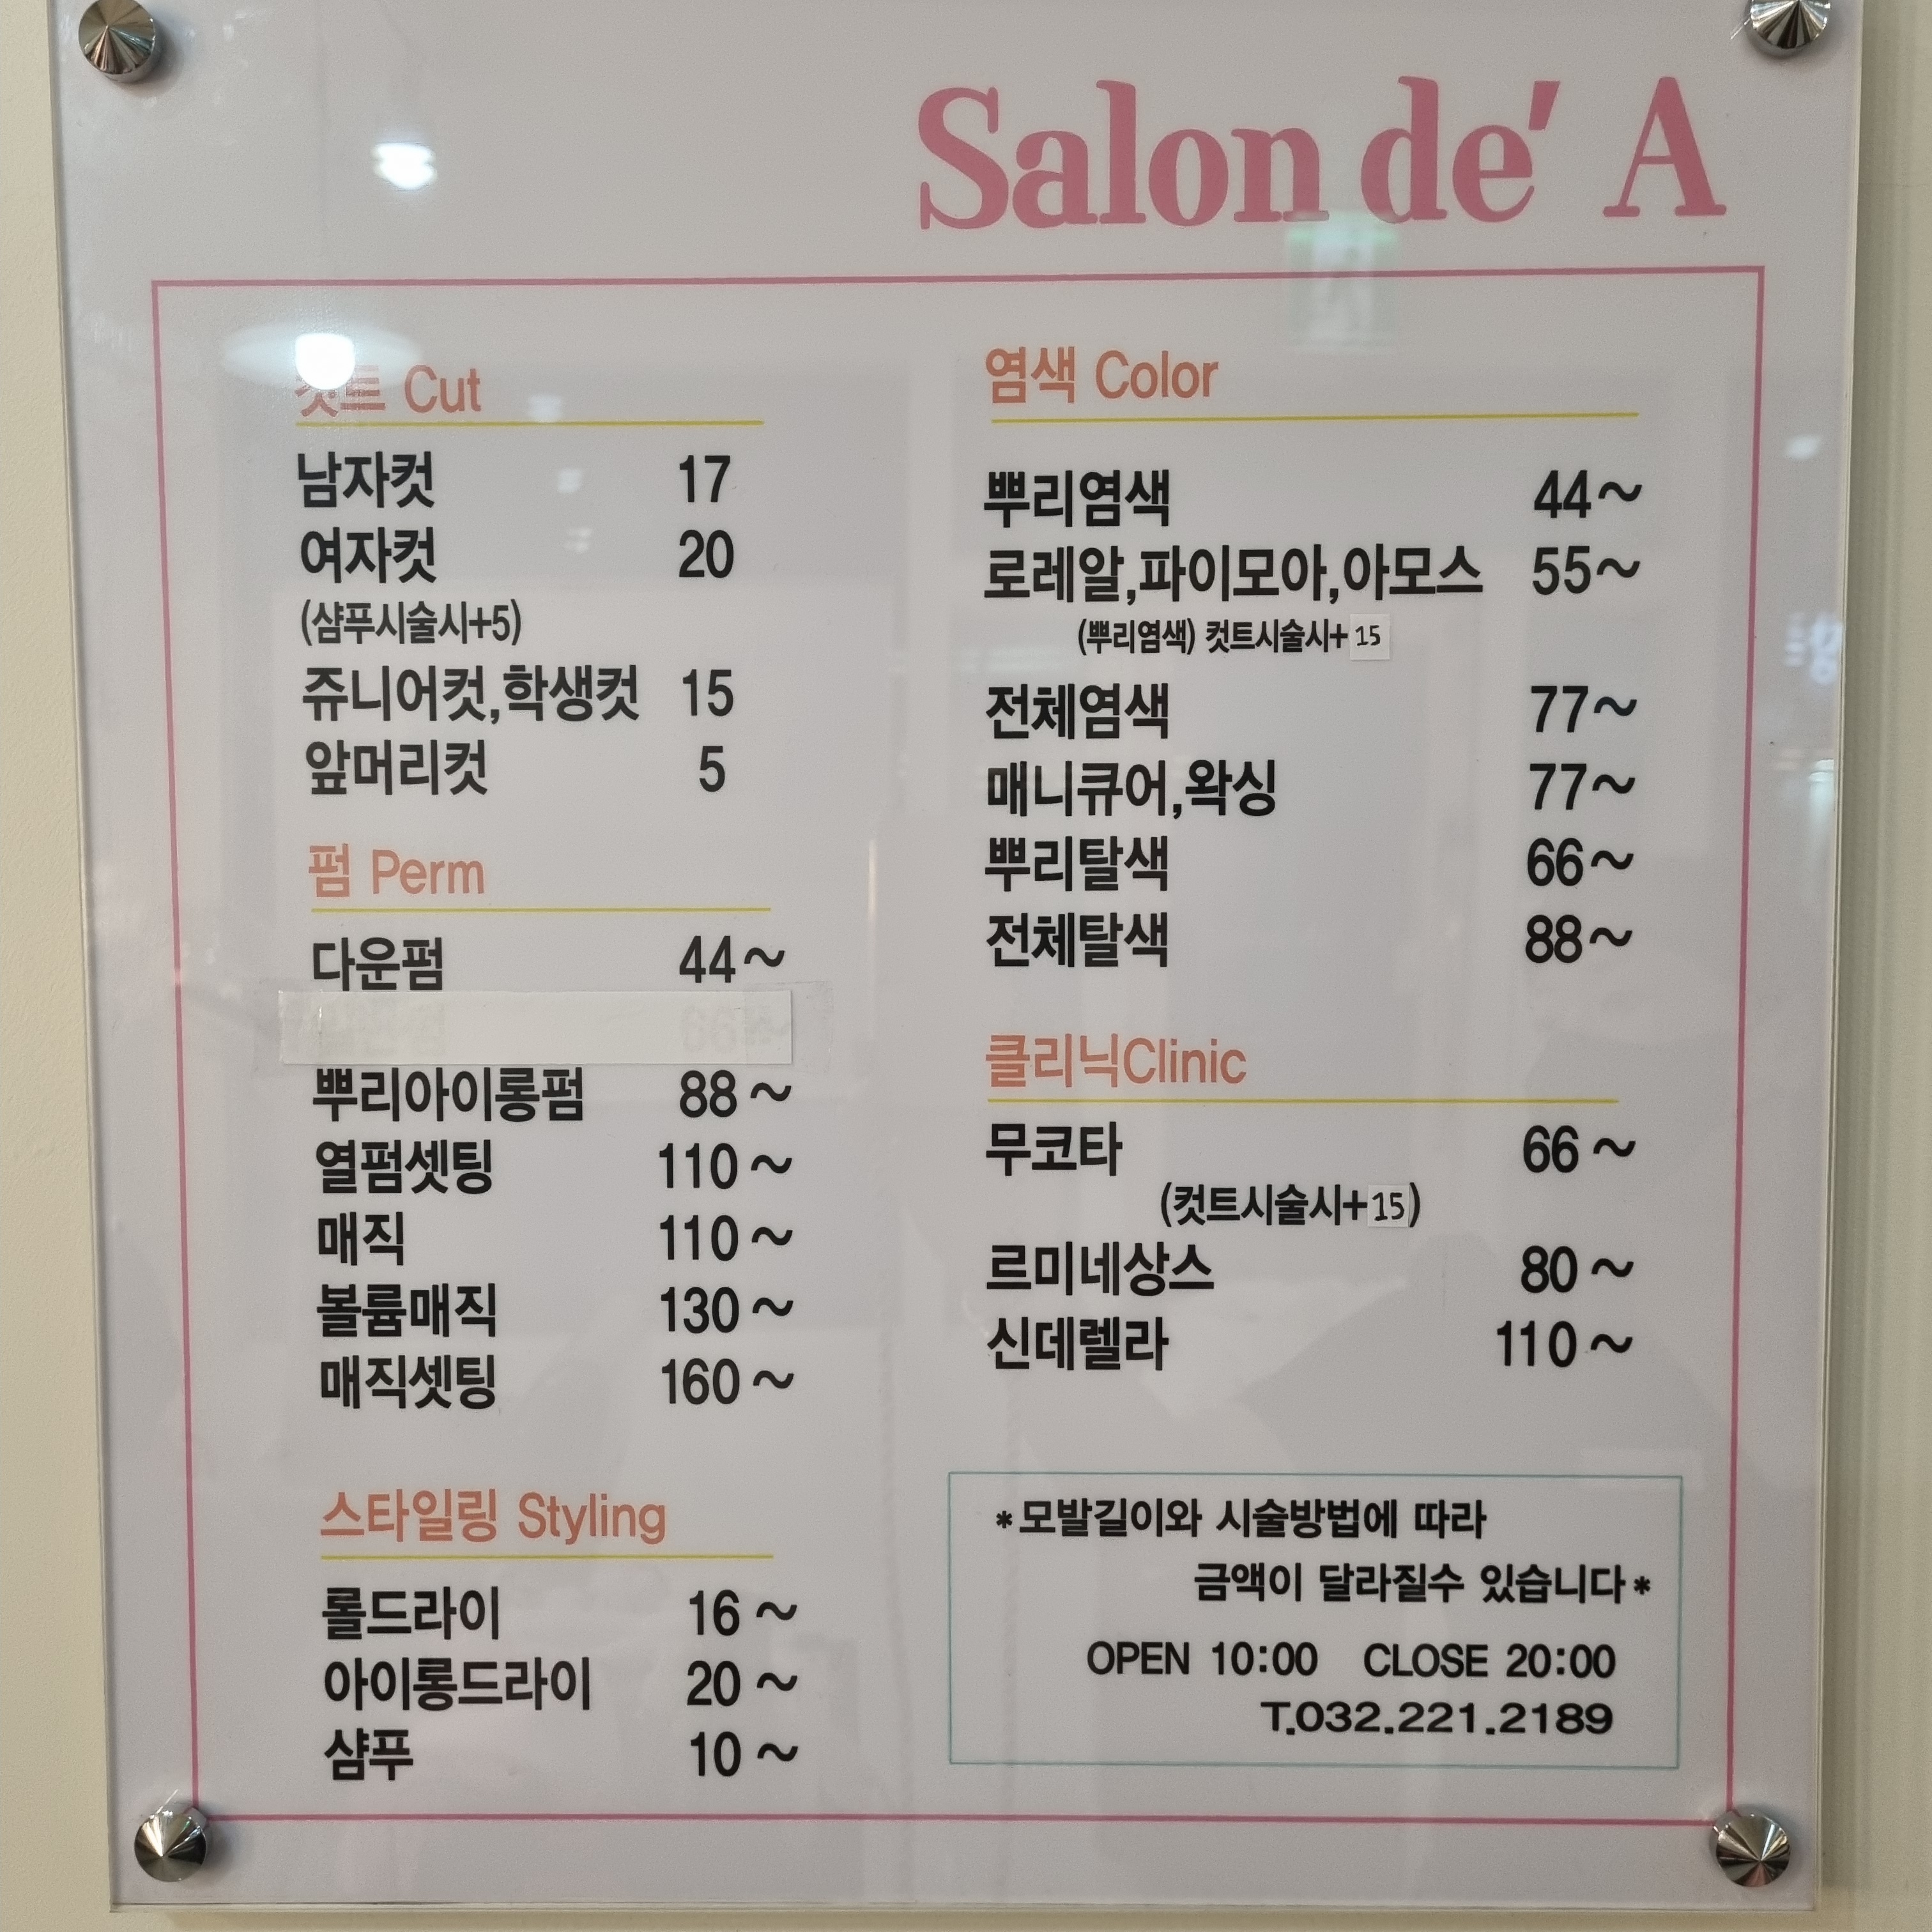 Salon de' A
컷트 Cut
남자컷 17
여자컷 20
(샴푸시술시+5)
쥬니어컷,학생컷 15
앞머리컷 5
펌 Perm
다운펌 44~
뿌리아이롱펌 88~
열펌셋팅 110~
매직 110~
볼륨매직 130~
매직셋팅 160~
스타일링 Styling
롤드라이 16~
아이롱드라이 20~
샴푸 10~
염색 Color
뿌리염색 44~
로레알,파이모아,아모스 55~
(뿌리염색) 컷트시술시+15
전체염색 77~
매니큐어,왁싱 77~
뿌리탈색 66~
전체탈색 88~
클리닉Clinic
무코타 66~
(컷트시술시+15)
르미네상스 80~
신데렐라 110~
*모발길이와 시술방법에 따라
금액이 달라질수 있습니다*
OPEN 10:00 CLOSE 20:00
T.032.221.2189